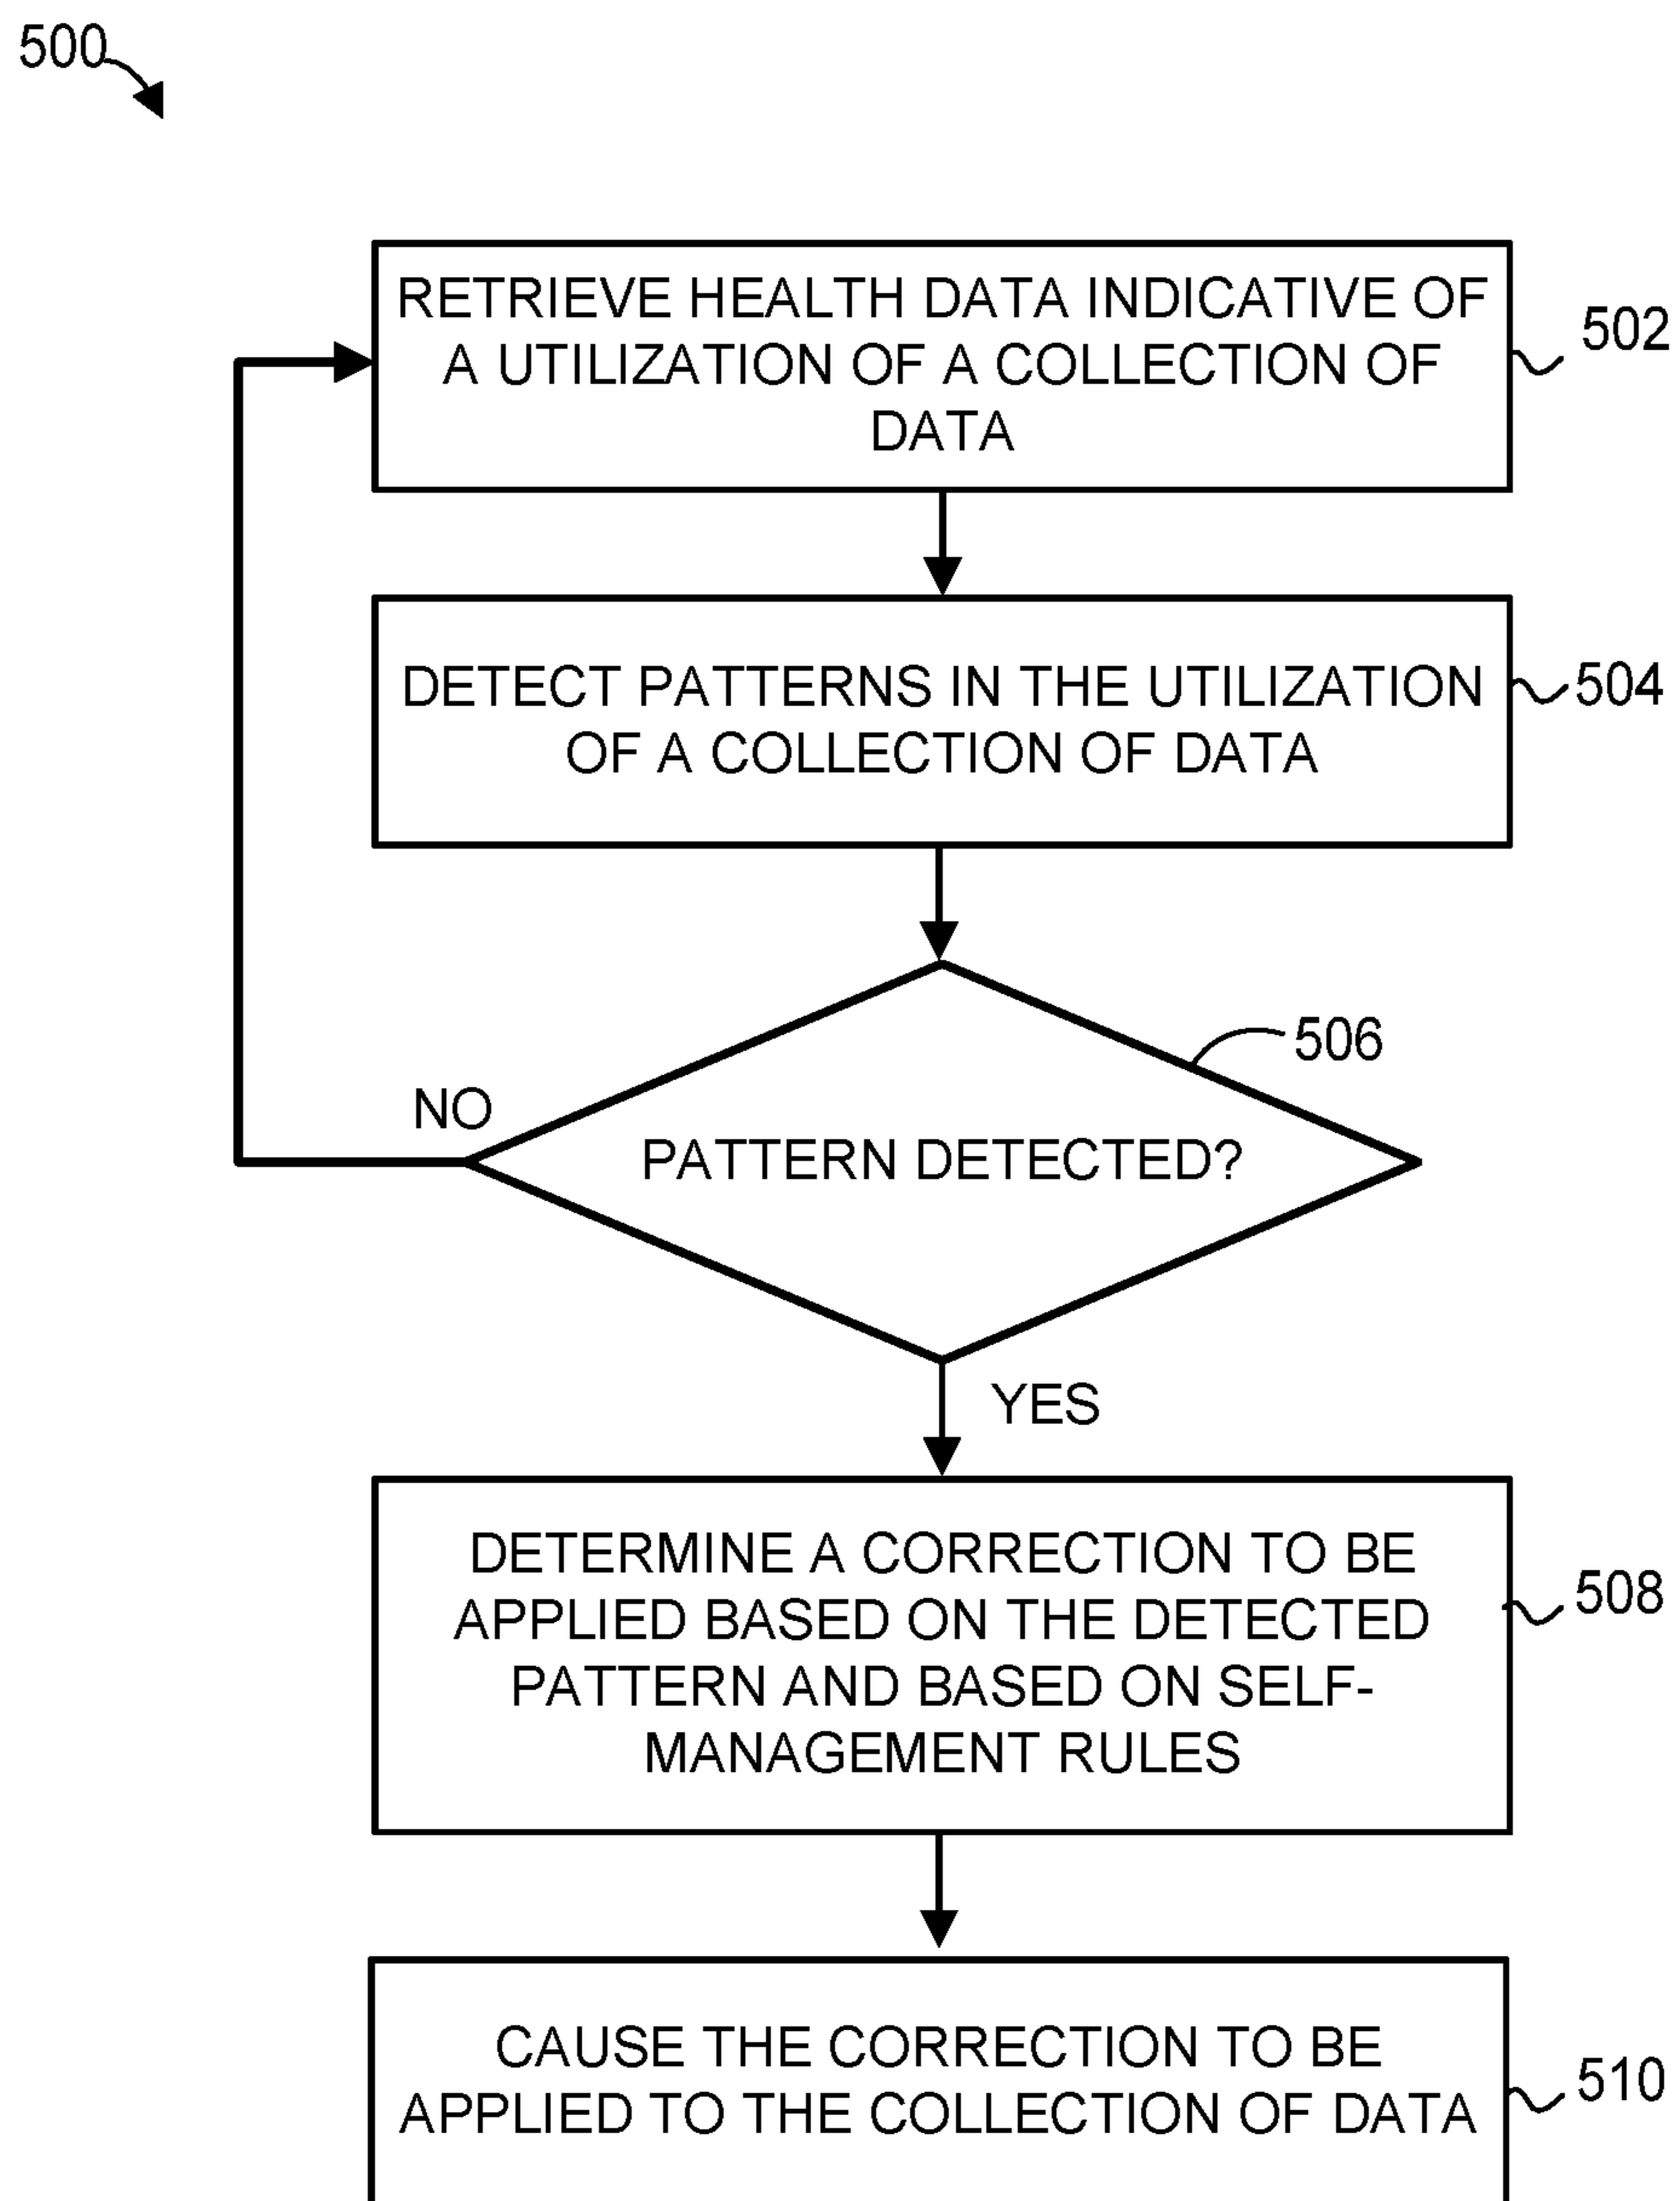 500
RETRIEVE HEALTH DATA INDICATIVE OF
A UTILIZATION OF A COLLECTION OF
DATA
502
DETECT PATTERNS IN THE UTILIZATION
OF A COLLECTION OF DATA
504
506
NO
PATTERN DETECTED?
YES
DETERMINE A CORRECTION TO BE
APPLIED BASED ON THE DETECTED
PATTERN AND BASED ON SELF-
MANAGEMENT RULES
508
CAUSE THE CORRECTION TO BE
APPLIED TO THE COLLECTION OF DATA
510